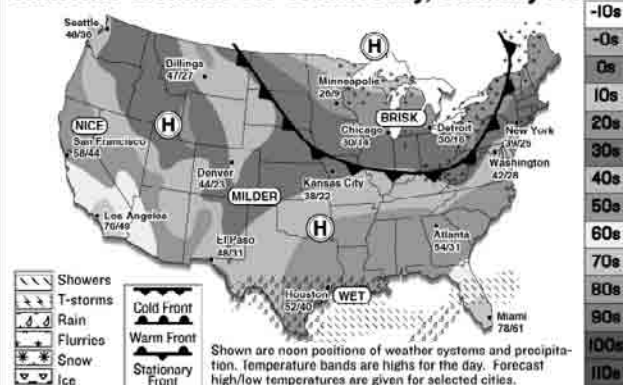 Seattle
46/36
Billings
47/27
Minneapolis
26/9
H
NICE
San Francisco
58/44
H
BRISK
Chicago
30/14
Detroit
30/16
New York
39/25
Washington
42/28
Denver
44/23
MILDER
Kansas City
38/22
Los Angeles
76/49
H
Atlanta
54/31
El Paso
48/31
Houston
52/40
WET
Miami
78/61
Showers
T-storms
Rain
Flurries
Snow
Ice
Cold Front
Warm Front
Stationary
Front
Shown are noon positions of weather systems and precipita-
tion. Temperature bands are highs for the day. Forecast
high/low temperatures are given for selected cities.
-10s
-0s
0s
10s
20s
30s
40s
50s
60s
70s
80s
90s
100s
110s